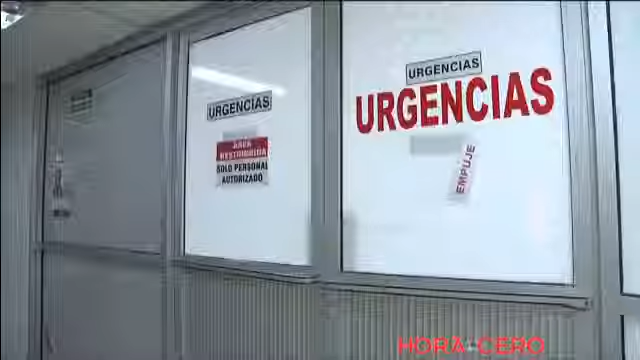 URGENCIAS
URGENCIAS
URGENCIAS
ÁREA
RESTRINGIDA
SOLO PERSONAL
AUTORIZADO
EMPUJE
HORA CERO